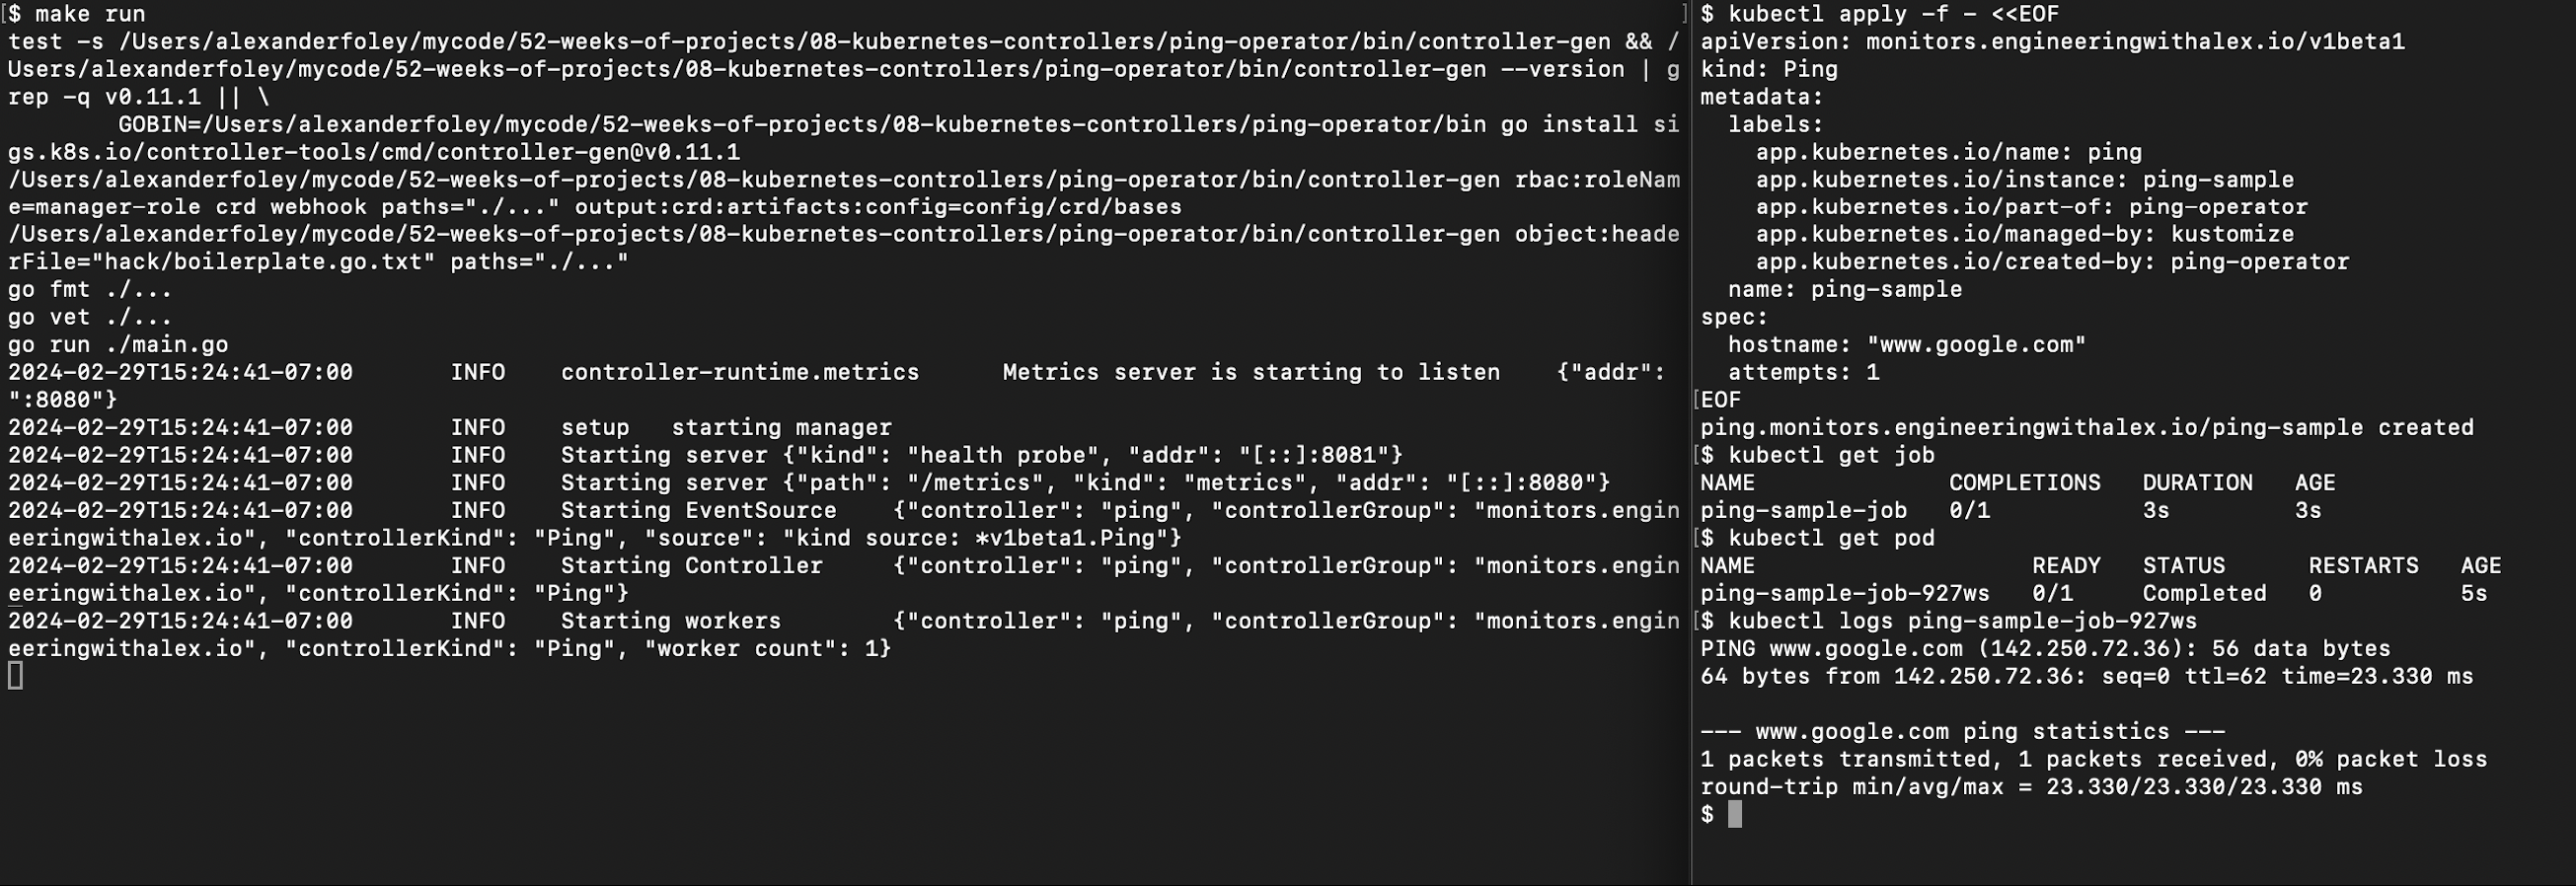 $ make run
test -s /Users/alexanderfoley/mycode/52-weeks-of-projects/08-kubernetes-controllers/ping-operator/bin/controller-gen && /
Users/alexanderfoley/mycode/52-weeks-of-projects/08-kubernetes-controllers/ping-operator/bin/controller-gen --version | g
rep -q v0.11.1 || \
        GOBIN=/Users/alexanderfoley/mycode/52-weeks-of-projects/08-kubernetes-controllers/ping-operator/bin go install si
gs.k8s.io/controller-tools/cmd/controller-gen@v0.11.1
/Users/alexanderfoley/mycode/52-weeks-of-projects/08-kubernetes-controllers/ping-operator/bin/controller-gen rbac:roleNam
e=manager-role crd webhook paths="./..." output:crd:artifacts:config=config/crd/bases
/Users/alexanderfoley/mycode/52-weeks-of-projects/08-kubernetes-controllers/ping-operator/bin/controller-gen object:heade
rFile="hack/boilerplate.go.txt" paths="./..."
go fmt ./...
go vet ./...
go run ./main.go
2024-02-29T15:24:41-07:00       INFO    controller-runtime.metrics      Metrics server is starting to listen    {"addr":
":8080"}
2024-02-29T15:24:41-07:00       INFO    setup   starting manager
2024-02-29T15:24:41-07:00       INFO    Starting server {"kind": "health probe", "addr": "[::]:8081"}
2024-02-29T15:24:41-07:00       INFO    Starting server {"path": "/metrics", "kind": "metrics", "addr": "[::]:8080"}
2024-02-29T15:24:41-07:00       INFO    Starting EventSource    {"controller": "ping", "controllerGroup": "monitors.engin
eeringwithalex.io", "controllerKind": "Ping", "source": "kind source: *v1beta1.Ping"}
2024-02-29T15:24:41-07:00       INFO    Starting Controller     {"controller": "ping", "controllerGroup": "monitors.engin
eeringwithalex.io", "controllerKind": "Ping"}
2024-02-29T15:24:41-07:00       INFO    Starting workers        {"controller": "ping", "controllerGroup": "monitors.engin
eeringwithalex.io", "controllerKind": "Ping", "worker count": 1}
$ kubectl apply -f - <<EOF
apiVersion: monitors.engineeringwithalex.io/v1beta1
kind: Ping
metadata:
  labels:
    app.kubernetes.io/name: ping
    app.kubernetes.io/instance: ping-sample
    app.kubernetes.io/part-of: ping-operator
    app.kubernetes.io/managed-by: kustomize
    app.kubernetes.io/created-by: ping-operator
  name: ping-sample
spec:
  hostname: "www.google.com"
  attempts: 1
EOF
ping.monitors.engineeringwithalex.io/ping-sample created
$ kubectl get job
NAME              COMPLETIONS   DURATION   AGE
ping-sample-job   0/1           3s         3s
$ kubectl get pod
NAME                    READY   STATUS      RESTARTS   AGE
ping-sample-job-927ws   0/1     Completed   0          5s
$ kubectl logs ping-sample-job-927ws
PING www.google.com (142.250.72.36): 56 data bytes
64 bytes from 142.250.72.36: seq=0 ttl=62 time=23.330 ms
--- www.google.com ping statistics ---
1 packets transmitted, 1 packets received, 0% packet loss
round-trip min/avg/max = 23.330/23.330/23.330 ms
$